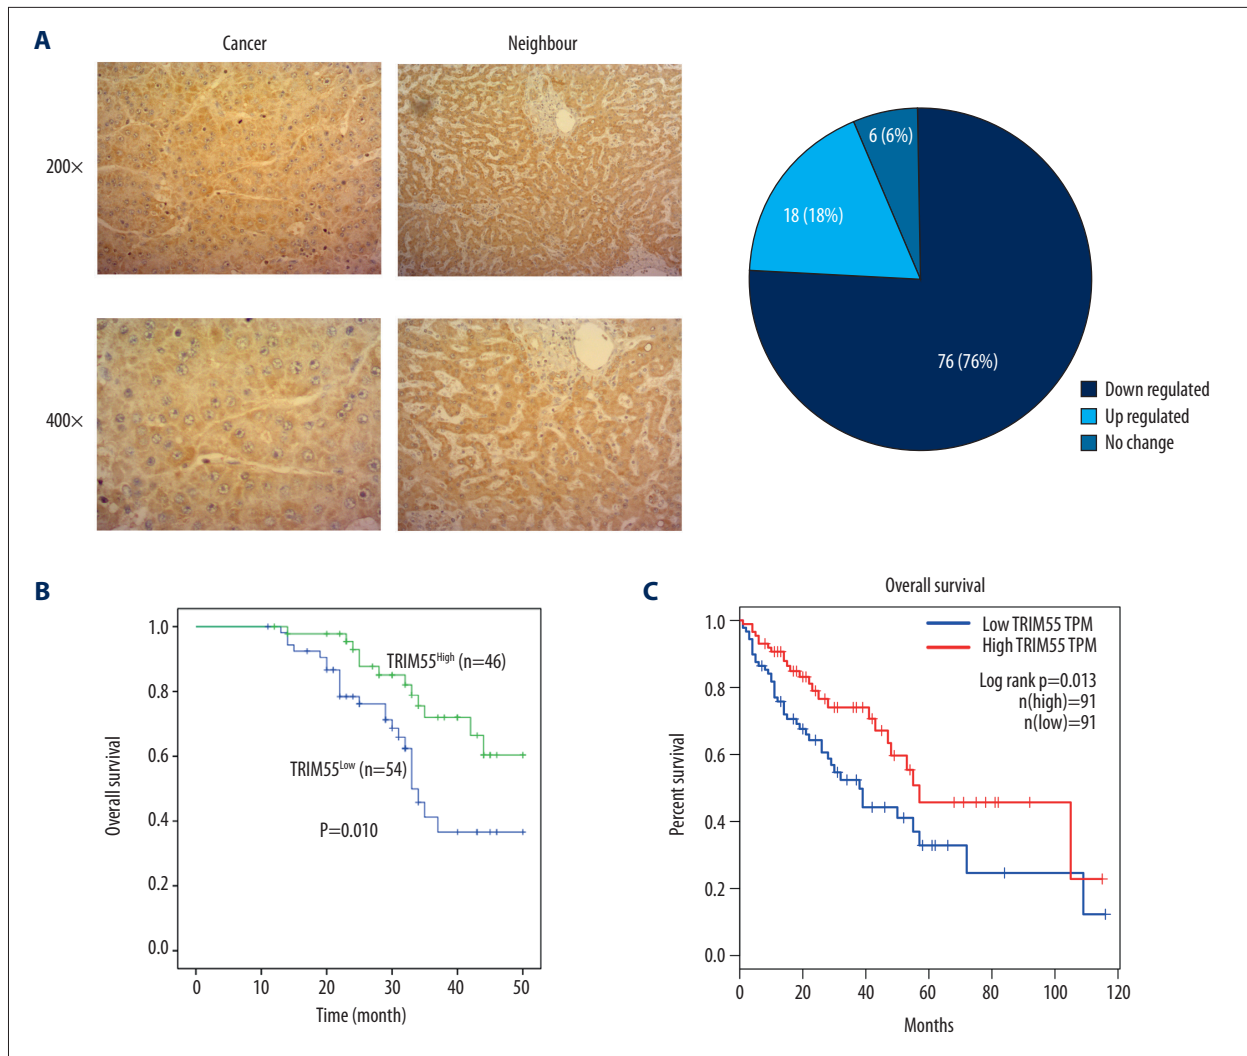 A
Cancer
Neighbour
200×
400×
6 (6%)
18 (18%)
76 (76%)
Down regulated
Up regulated
No change
B
1.0
0.8
0.6
0.4
0.2
0.0
Overall survival
TRIM55High (n=46)
TRIM55Low (n=54)
P=0.010
0 10 20 30 40 50
Time (month)
C
Overall survival
1.0
0.8
0.6
0.4
0.2
0.0
Percent survival
Low TRIM55 TPM
High TRIM55 TPM
Log rank p=0.013
n(high)=91
n(low)=91
0 20 40 60 80 100 120
Months